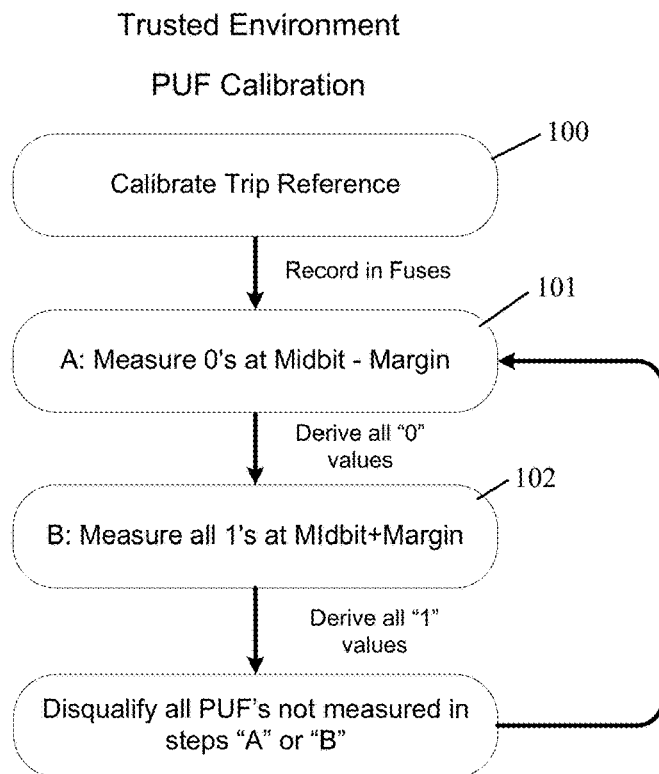 Trusted Environment
PUF Calibration
100
Calibrate Trip Reference
Record in Fuses
101
A: Measure 0's at Midbit - Margin
Derive all “0”
values
102
B: Measure all 1's at MIdbit+Margin
Derive all “1”
values
Disqualify all PUF's not measured in
steps “A” or “B”